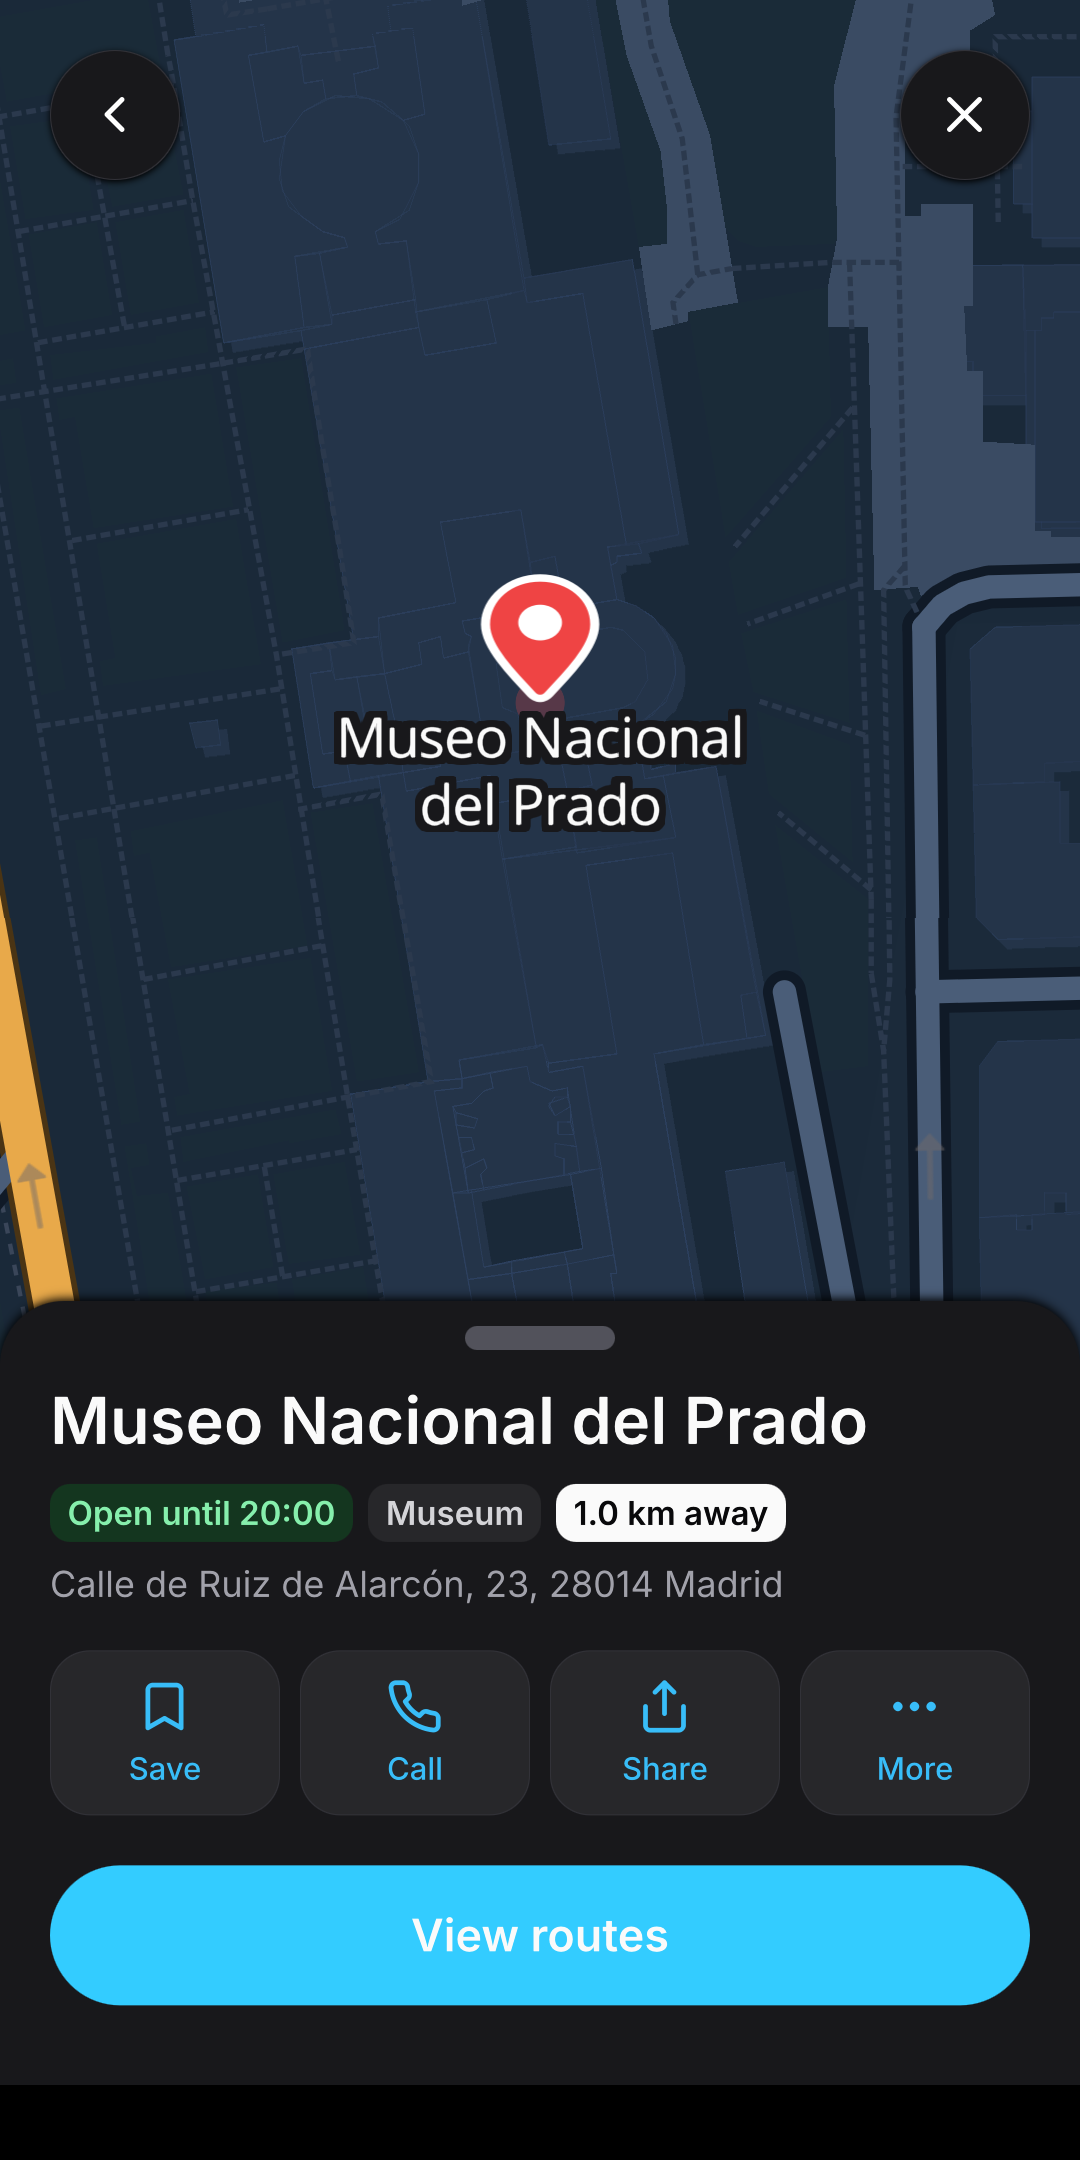 Museo Nacional
del Prado
Museo Nacional del Prado
Open until 20:00
Museum
1.0 km away
Calle de Ruiz de Alarcón, 23, 28014 Madrid
Save
Call
Share
More
View routes